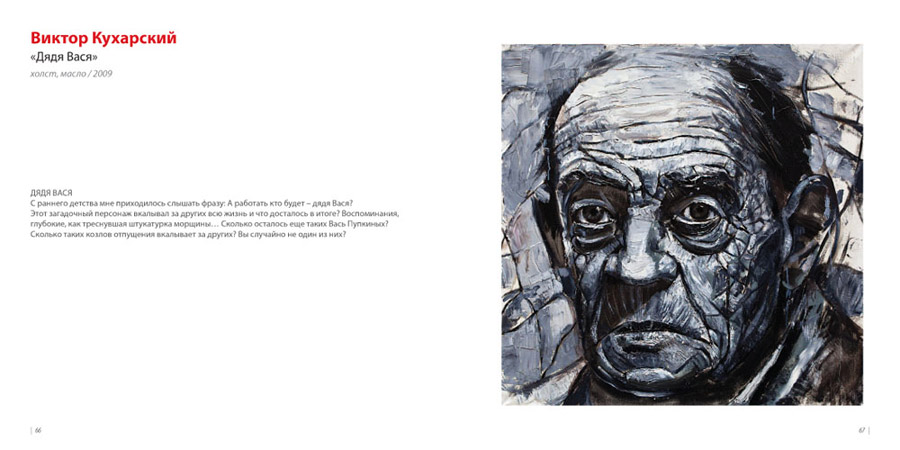 Виктор Кухарский
«Дядя Вася»
холст, масло / 2009
ДЯДЯ ВАСЯ
С раннего детства мне приходилось слышать фразу: А работать кто будет – дядя Вася?
Этот загадочный персонаж вкалывал за других всю жизнь и что досталось в итоге? Воспоминания,
глубокие, как треснувшая штукатурка морщины… Сколько осталось еще таких Вась Пупкиных?
Сколько таких козлов отпущения вкалывает за других? Вы случайно не один из них?
| 66
67 |